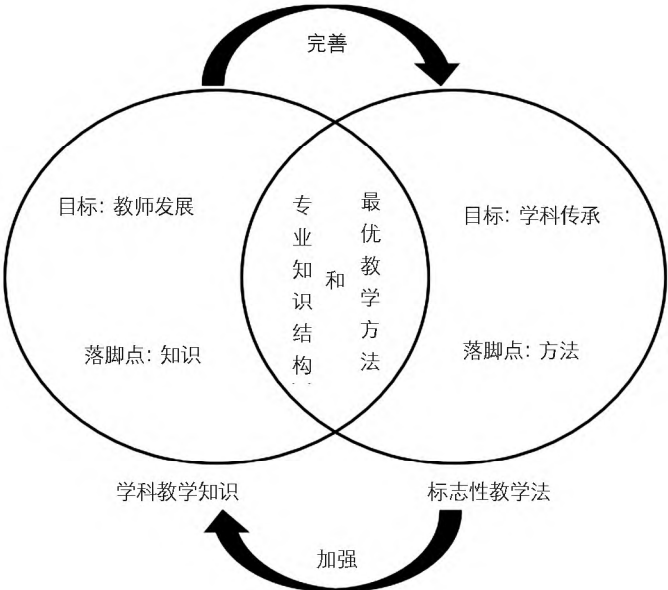 完善
目标: 教师发展
落脚点: 知识
专业知识结构
和
最优教学方法
目标: 学科传承
落脚点: 方法
学科教学知识
标志性教学法
加强